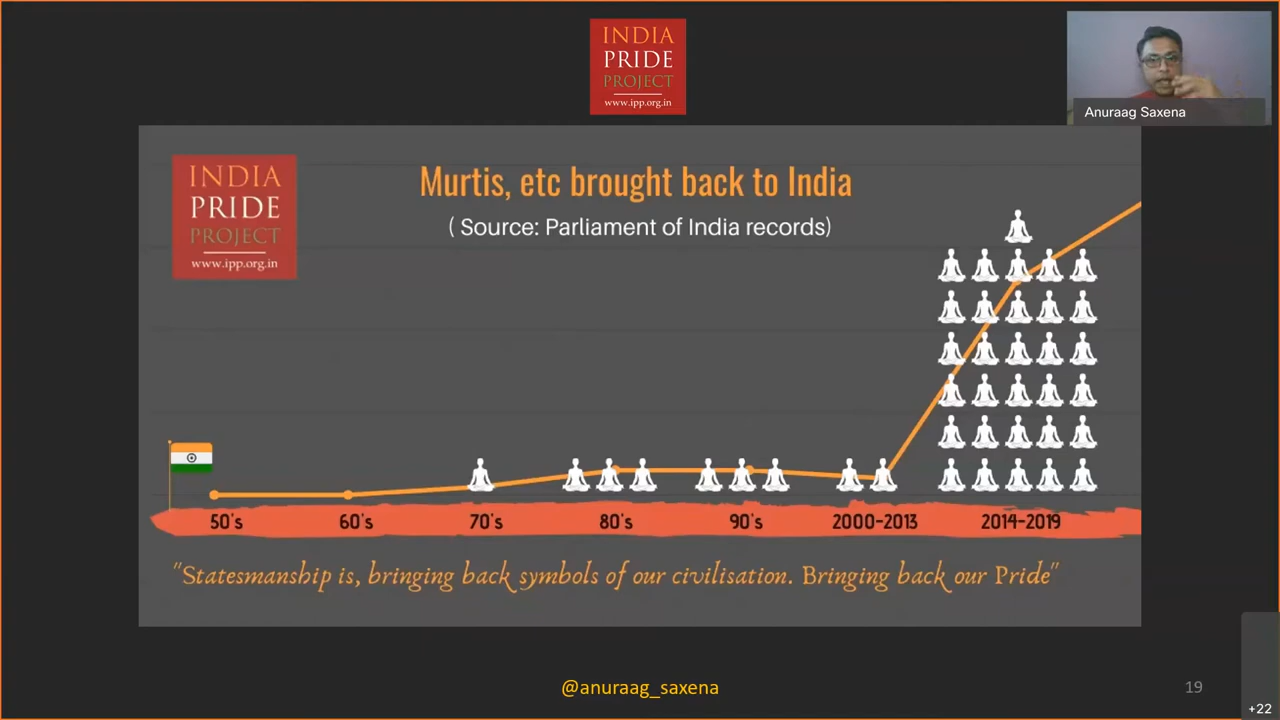 INDIA
PRIDE
PROJECT
www.ipp.org.in
Anuraag Saxena
INDIA
PRIDE
PROJECT
www.ipp.org.in
Murtis, etc brought back to India
( Source: Parliament of India records)
50's 60's 70's 80's 90's 2000-2013 2014-2019
"Statesmanship is, bringing back symbols of our civilisation. Bringing back our Pride"
@anuraag_saxena
19
+22